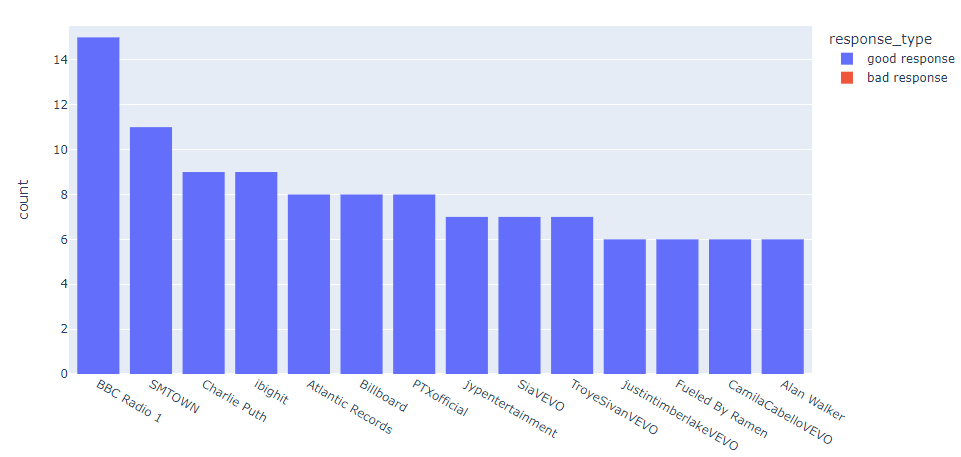 response_type
good response
bad response
count
14
12
10
8
6
4
2
0
BBC Radio 1
SMTOWN
Charlie Puth
ibighit
Atlantic Records
Billboard
PTXofficial
jypentertainment
SiaVEVO
TroyeSivanVEVO
justintimberlakeVEVO
Fueled By Ramen
CamilaCabelloVEVO
Alan Walker